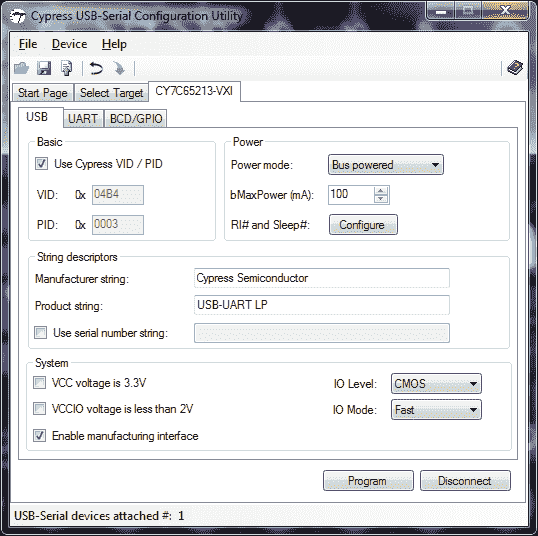 Cypress USB-Serial Configuration Utility
File Device Help
Start Page Select Target CY7C65213-VXI
USB UART BCD/GPIO
Basic
Use Cypress VID / PID
VID: 0x 04B4
PID: 0x 0003
Power
Power mode: Bus powered
bMaxPower (mA): 100
RI# and Sleep#: Configure
String descriptors
Manufacturer string: Cypress Semiconductor
Product string: USB-UART LP
Use serial number string:
System
VCC voltage is 3.3V
VCCIO voltage is less than 2V
Enable manufacturing interface
IO Level: CMOS
IO Mode: Fast
Program Disconnect
USB-Serial devices attached #: 1